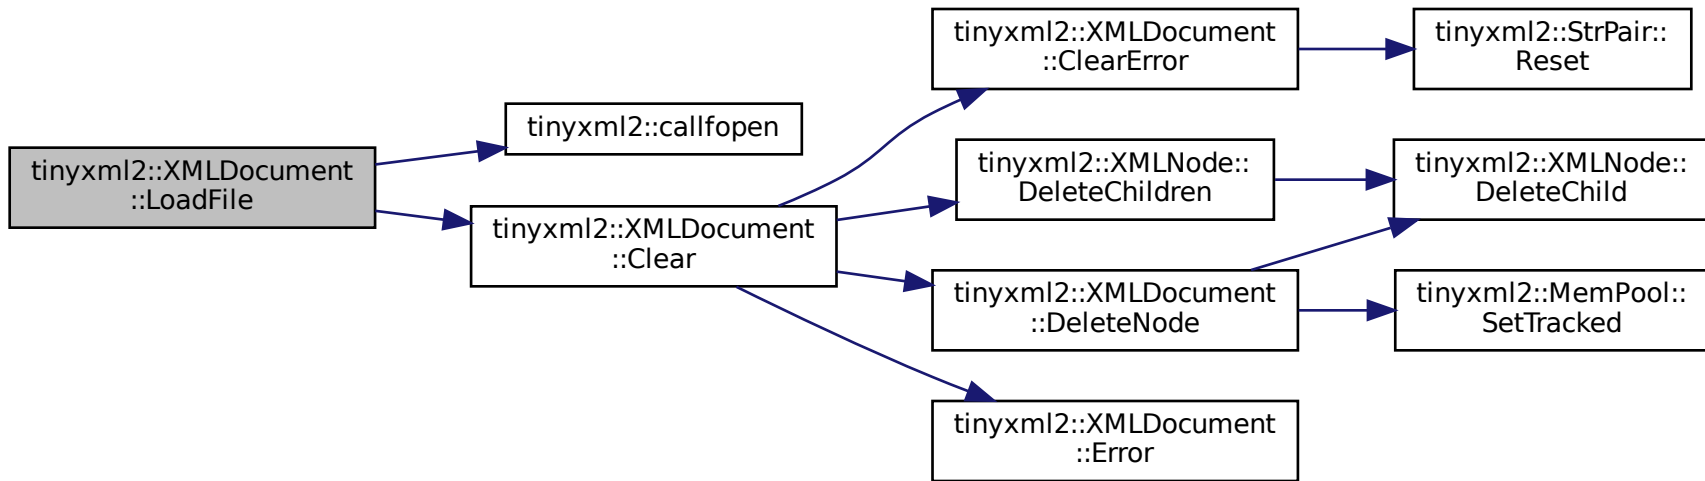 tinyxml2::XMLDocument
::LoadFile
tinyxml2::callfopen
tinyxml2::XMLDocument
::Clear
tinyxml2::XMLDocument
::ClearError
tinyxml2::XMLNode::
DeleteChildren
tinyxml2::XMLDocument
::DeleteNode
tinyxml2::XMLDocument
::Error
tinyxml2::StrPair::
Reset
tinyxml2::XMLNode::
DeleteChild
tinyxml2::MemPool::
SetTracked